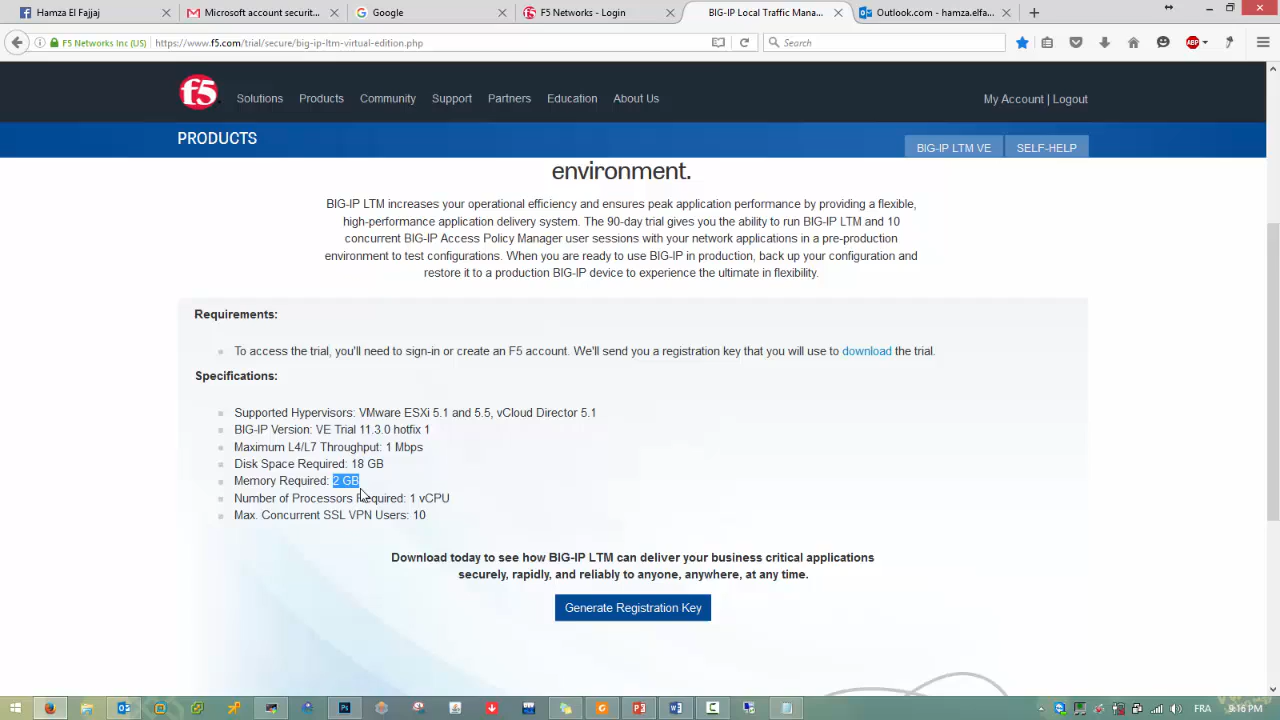 Hamza El Fajjaj
Microsoft account securit...
Google
F5 Networks - Login
BIG-IP Local Traffic Mana...
Outlook.com - hamza.elfa...
F5 Networks Inc (US)
https://www.f5.com/trial/secure/big-ip-ltm-virtual-edition.php
Search
ABP
f5
Solutions
Products
Community
Support
Partners
Education
About Us
My Account | Logout
PRODUCTS
BIG-IP LTM VE
SELF-HELP
environment.
BIG-IP LTM increases your operational efficiency and ensures peak application performance by providing a flexible,
high-performance application delivery system. The 90-day trial gives you the ability to run BIG-IP LTM and 10
concurrent BIG-IP Access Policy Manager user sessions with your network applications in a pre-production
environment to test configurations. When you are ready to use BIG-IP in production, back up your configuration and
restore it to a production BIG-IP device to experience the ultimate in flexibility.
Requirements:
To access the trial, you'll need to sign-in or create an F5 account. We'll send you a registration key that you will use to download the trial.
Specifications:
Supported Hypervisors: VMware ESXi 5.1 and 5.5, vCloud Director 5.1
BIG-IP Version: VE Trial 11.3.0 hotfix 1
Maximum L4/L7 Throughput: 1 Mbps
Disk Space Required: 18 GB
Memory Required: 2 GB
Number of Processors Required: 1 vCPU
Max. Concurrent SSL VPN Users: 10
Download today to see how BIG-IP LTM can deliver your business critical applications
securely, rapidly, and reliably to anyone, anywhere, at any time.
Generate Registration Key
FRA
9:16 PM